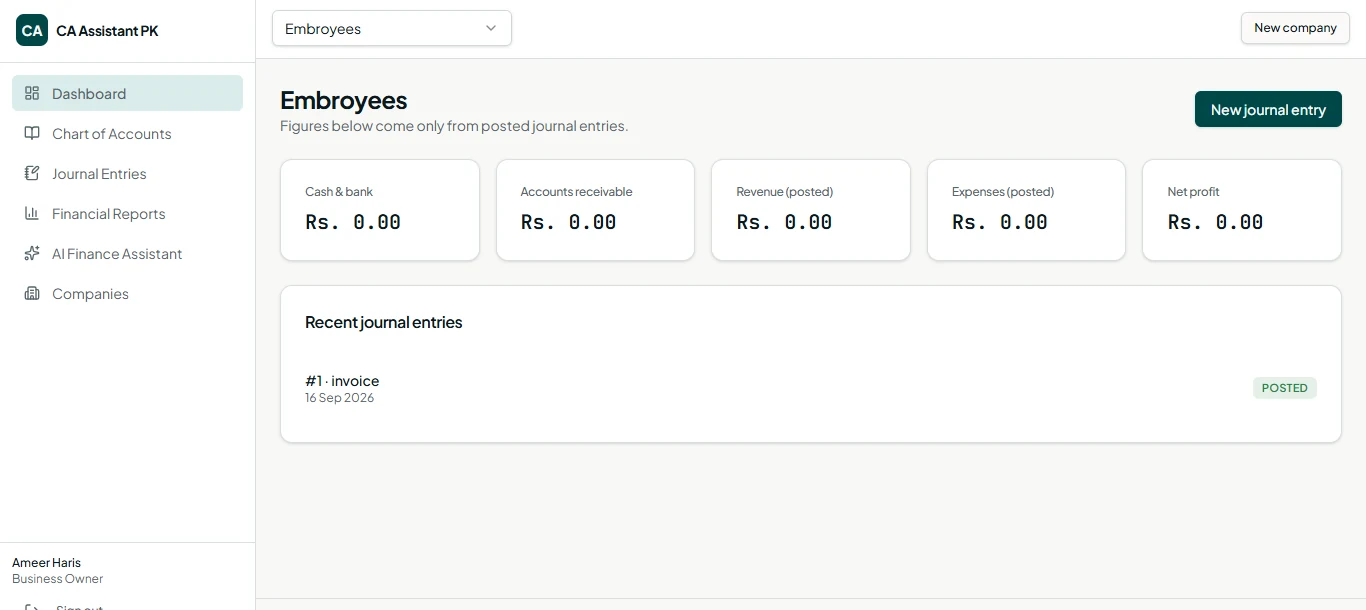 CA
CA Assistant PK
Embroyees
New company
Dashboard
Chart of Accounts
Journal Entries
Financial Reports
AI Finance Assistant
Companies
Embroyees
Figures below come only from posted journal entries.
New journal entry
Cash & bank
Rs. 0.00
Accounts receivable
Rs. 0.00
Revenue (posted)
Rs. 0.00
Expenses (posted)
Rs. 0.00
Net profit
Rs. 0.00
Recent journal entries
#1 · invoice
16 Sep 2026
POSTED
Ameer Haris
Business Owner
Sign out